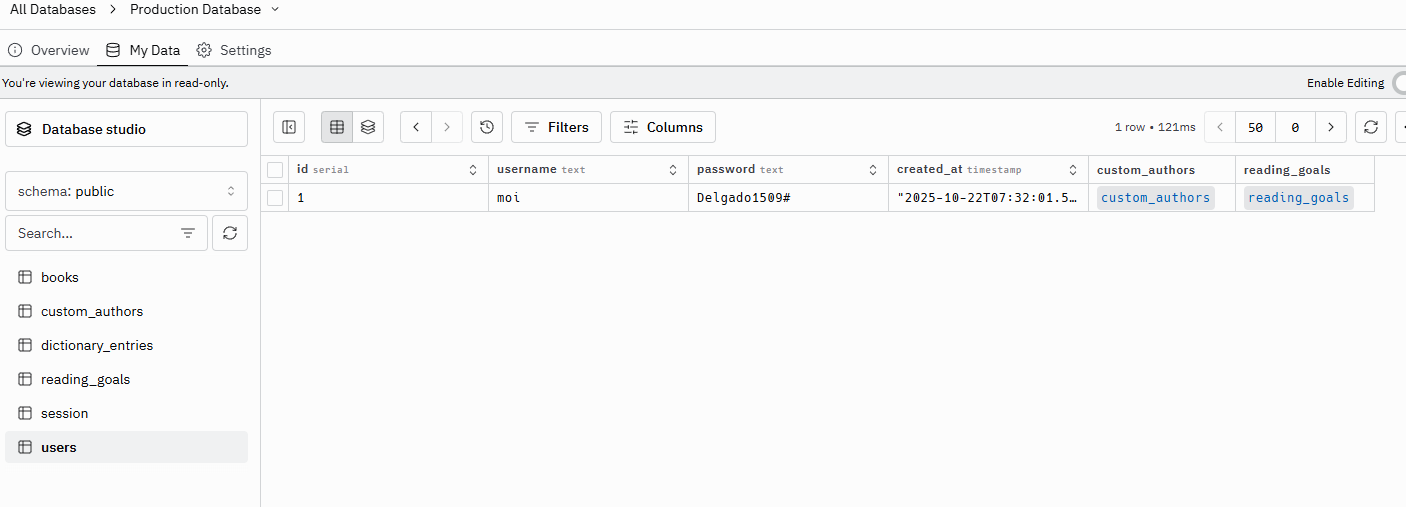 All Databases > Production Database
Overview My Data Settings
You're viewing your database in read-only. Enable Editing
Database studio
Filters Columns 1 row • 121ms 50 0
schema: public
Search...
id serial username text password text created_at timestamp custom_authors reading_goals
1 moi Delgado1509# "2025-10-22T07:32:01.5… custom_authors reading_goals
books
custom_authors
dictionary_entries
reading_goals
session
users